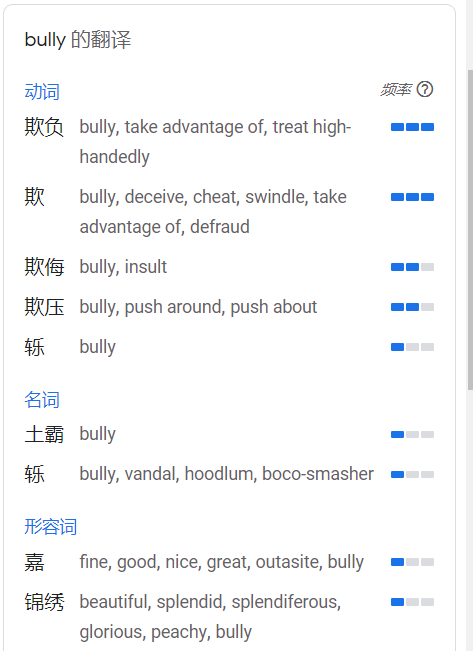 bully 的翻译
动词 频率 ?
欺负 bully, take advantage of, treat high-
handedly
欺 bully, deceive, cheat, swindle, take
advantage of, defraud
欺侮 bully, insult
欺压 bully, push around, push about
轹 bully
名词
土霸 bully
轹 bully, vandal, hoodlum, boco-smasher
形容词
嘉 fine, good, nice, great, outasite, bully
锦绣 beautiful, splendid, splendiferous,
glorious, peachy, bully